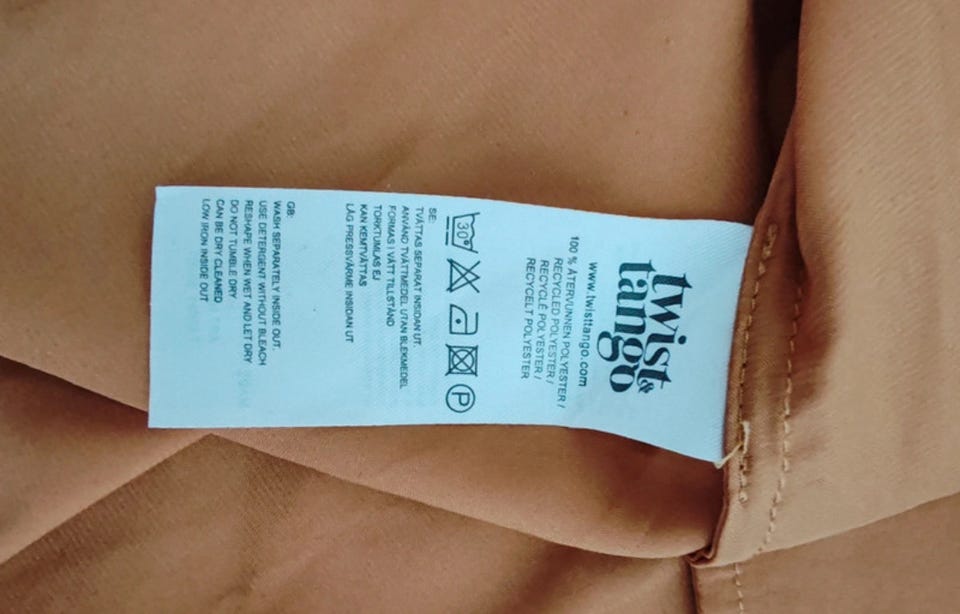 twist &
tango
www.twisttango.com
100 % ÅTERVUNNEN POLYESTER /
RECYCLED POLYESTER /
RECYCLÉ POLYESTER /
RECYCELT POLYESTER
30°
P
SE:
TVÄTTAS SEPARAT INSIDAN UT.
ANVÄND TVÄTTMEDEL UTAN BLEKMEDEL
FORMAS I VÅTT TILLSTÅND
TORKTUMLAS EJ
KAN KEMTVÄTTAS
LÅG PRESSVÄRME INSIDAN UT
GB:
WASH SEPARATELY INSIDE OUT.
USE DETERGENT WITHOUT BLEACH
RESHAPE WHEN WET AND LET DRY
DO NOT TUMBLE DRY
CAN BE DRY CLEANED
LOW IRON INSIDE OUT